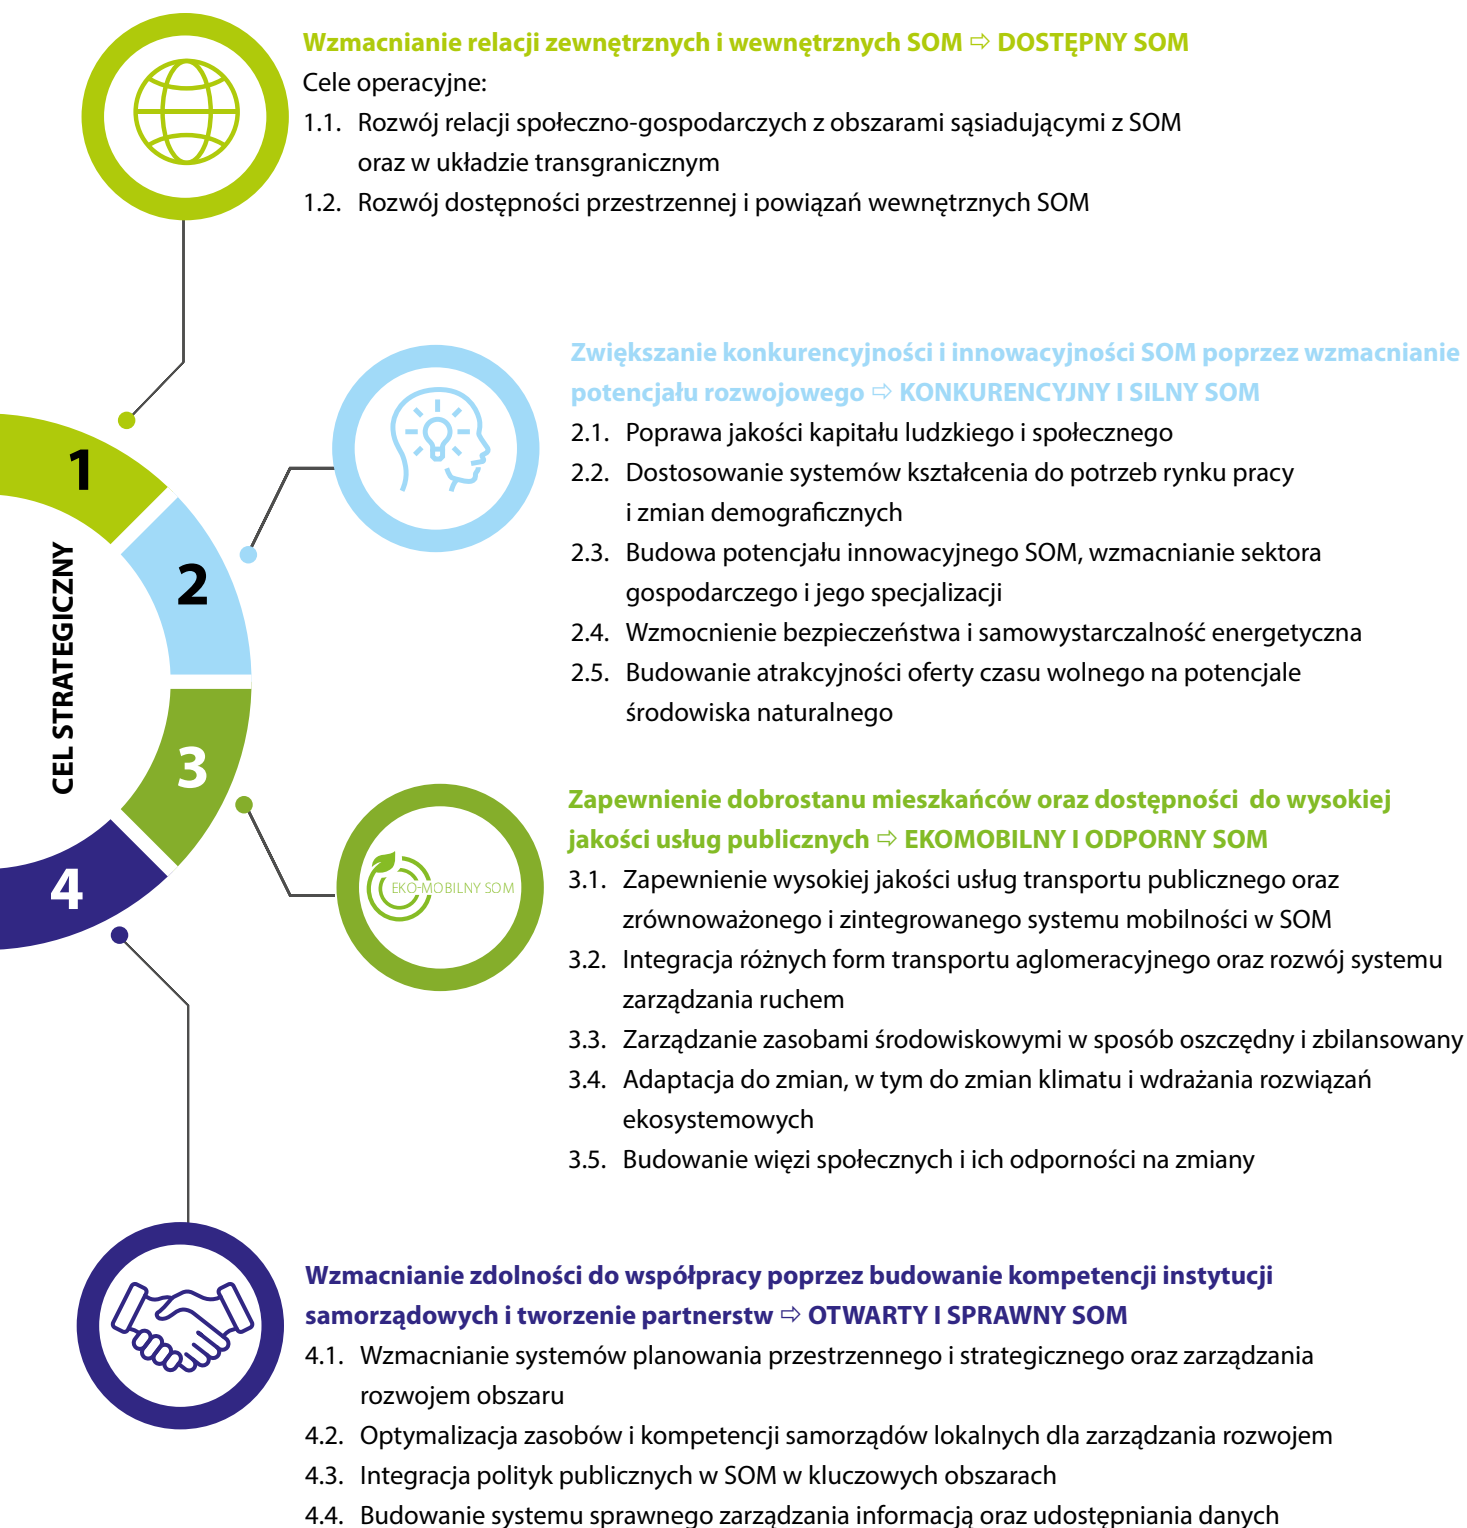 Wzmacnianie relacji zewnętrznych i wewnętrznych SOM ⇨ DOSTĘPNY SOM
Cele operacyjne:
1.1. Rozwój relacji społeczno-gospodarczych z obszarami sąsiadującymi z SOM
oraz w układzie transgranicznym
1.2. Rozwój dostępności przestrzennej i powiązań wewnętrznych SOM
CEL STRATEGICZNY
1
2
3
4
Zwiększanie konkurencyjności i innowacyjności SOM poprzez wzmacnianie
potencjału rozwojowego ⇨ KONKURENCYJNY I SILNY SOM
2.1. Poprawa jakości kapitału ludzkiego i społecznego
2.2. Dostosowanie systemów kształcenia do potrzeb rynku pracy
i zmian demograficznych
2.3. Budowa potencjału innowacyjnego SOM, wzmacnianie sektora
gospodarczego i jego specjalizacji
2.4. Wzmocnienie bezpieczeństwa i samowystarczalność energetyczna
2.5. Budowanie atrakcyjności oferty czasu wolnego na potencjale
środowiska naturalnego
Zapewnienie dobrostanu mieszkańców oraz dostępności do wysokiej
jakości usług publicznych ⇨ EKOMOBILNY I ODPORNY SOM
EKO-MOBILNY SOM
3.1. Zapewnienie wysokiej jakości usług transportu publicznego oraz
zrównoważonego i zintegrowanego systemu mobilności w SOM
3.2. Integracja różnych form transportu aglomeracyjnego oraz rozwój systemu
zarządzania ruchem
3.3. Zarządzanie zasobami środowiskowymi w sposób oszczędny i zbilansowany
3.4. Adaptacja do zmian, w tym do zmian klimatu i wdrażania rozwiązań
ekosystemowych
3.5. Budowanie więzi społecznych i ich odporności na zmiany
Wzmacnianie zdolności do współpracy poprzez budowanie kompetencji instytucji
samorządowych i tworzenie partnerstw ⇨ OTWARTY I SPRAWNY SOM
4.1. Wzmacnianie systemów planowania przestrzennego i strategicznego oraz zarządzania
rozwojem obszaru
4.2. Optymalizacja zasobów i kompetencji samorządów lokalnych dla zarządzania rozwojem
4.3. Integracja polityk publicznych w SOM w kluczowych obszarach
4.4. Budowanie systemu sprawnego zarządzania informacją oraz udostępniania danych